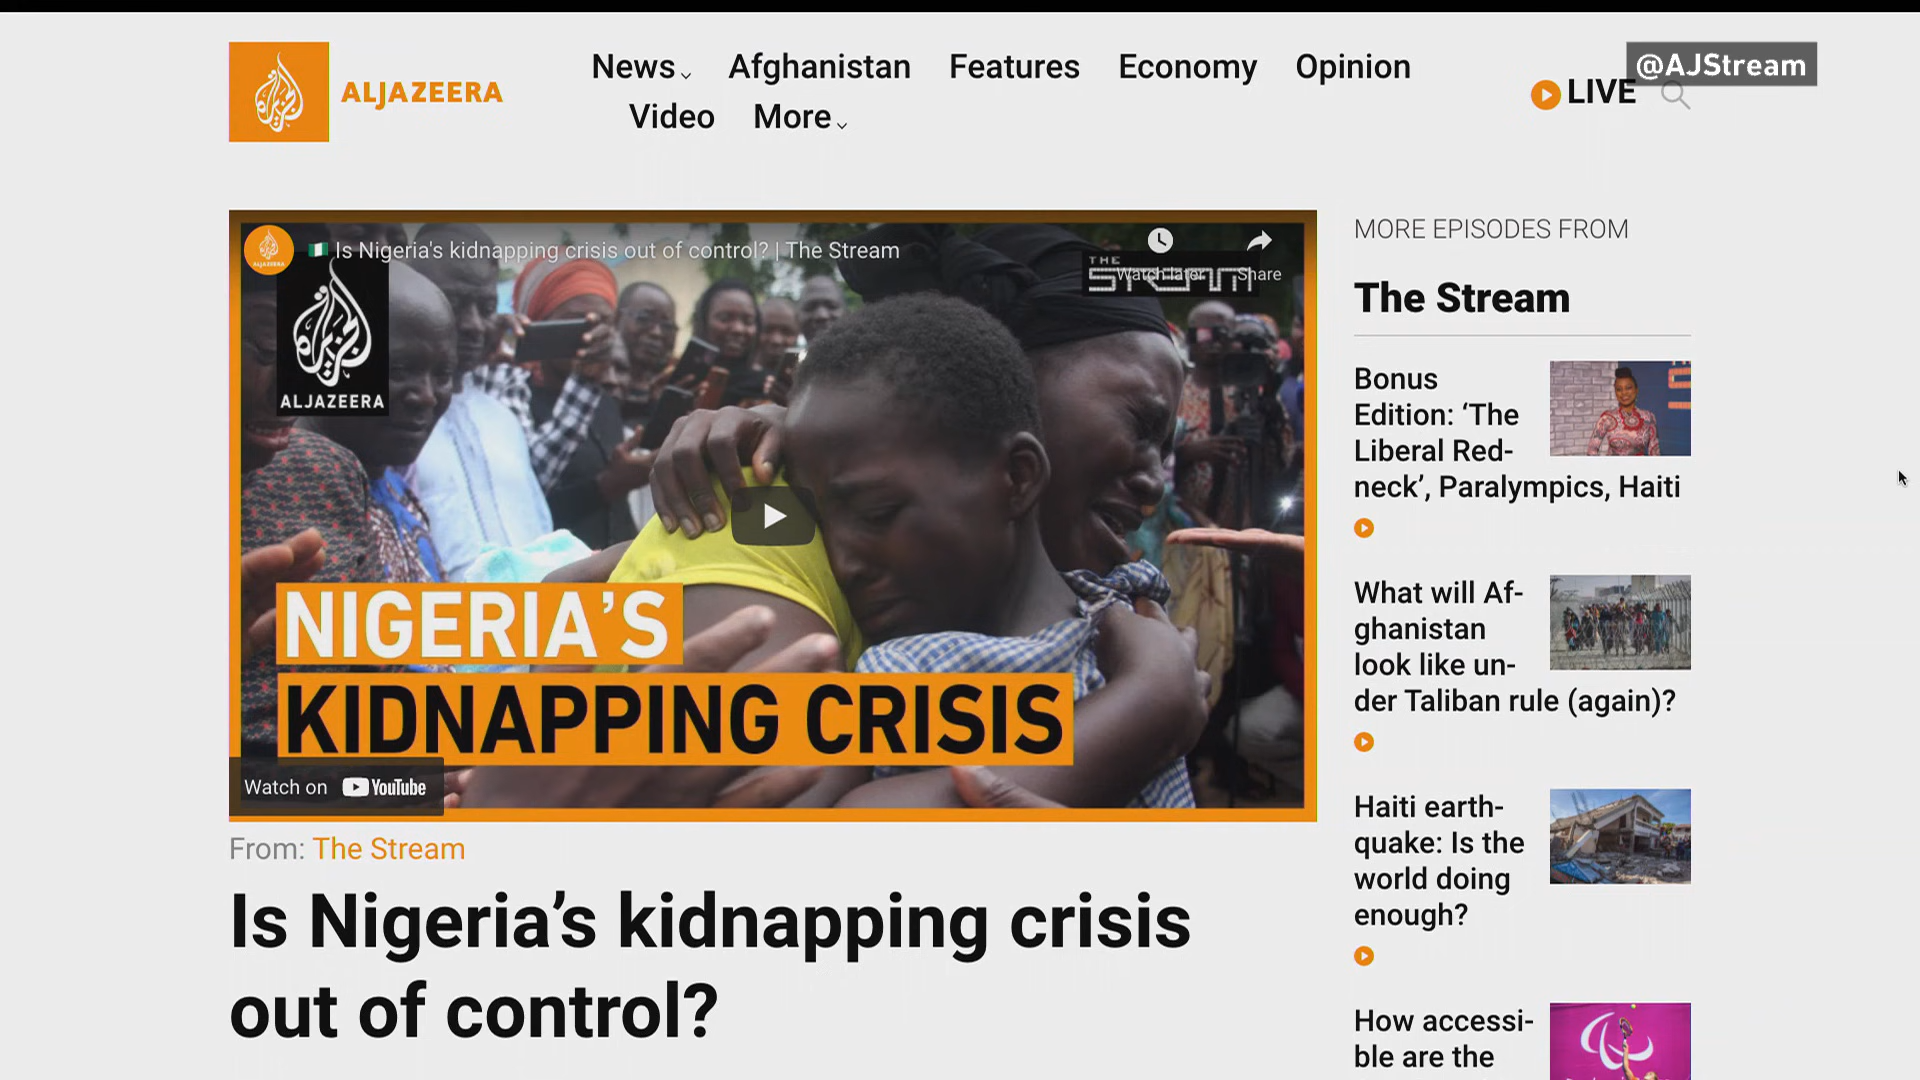 ALJAZEERA
News
Afghanistan
Features
Economy
Opinion
Video
More
LIVE
@AJStream
Is Nigeria's kidnapping crisis out of control? | The Stream
Watch later
Share
THE
STREAM
ALJAZEERA
NIGERIA'S
KIDNAPPING CRISIS
Watch on YouTube
From: The Stream
Is Nigeria's kidnapping crisis
out of control?
MORE EPISODES FROM
The Stream
Bonus
Edition: ‘The
Liberal Red-
neck’, Paralympics, Haiti
What will Af-
ghanistan
look like un-
der Taliban rule (again)?
Haiti earth-
quake: Is the
world doing
enough?
How accessi-
ble are the